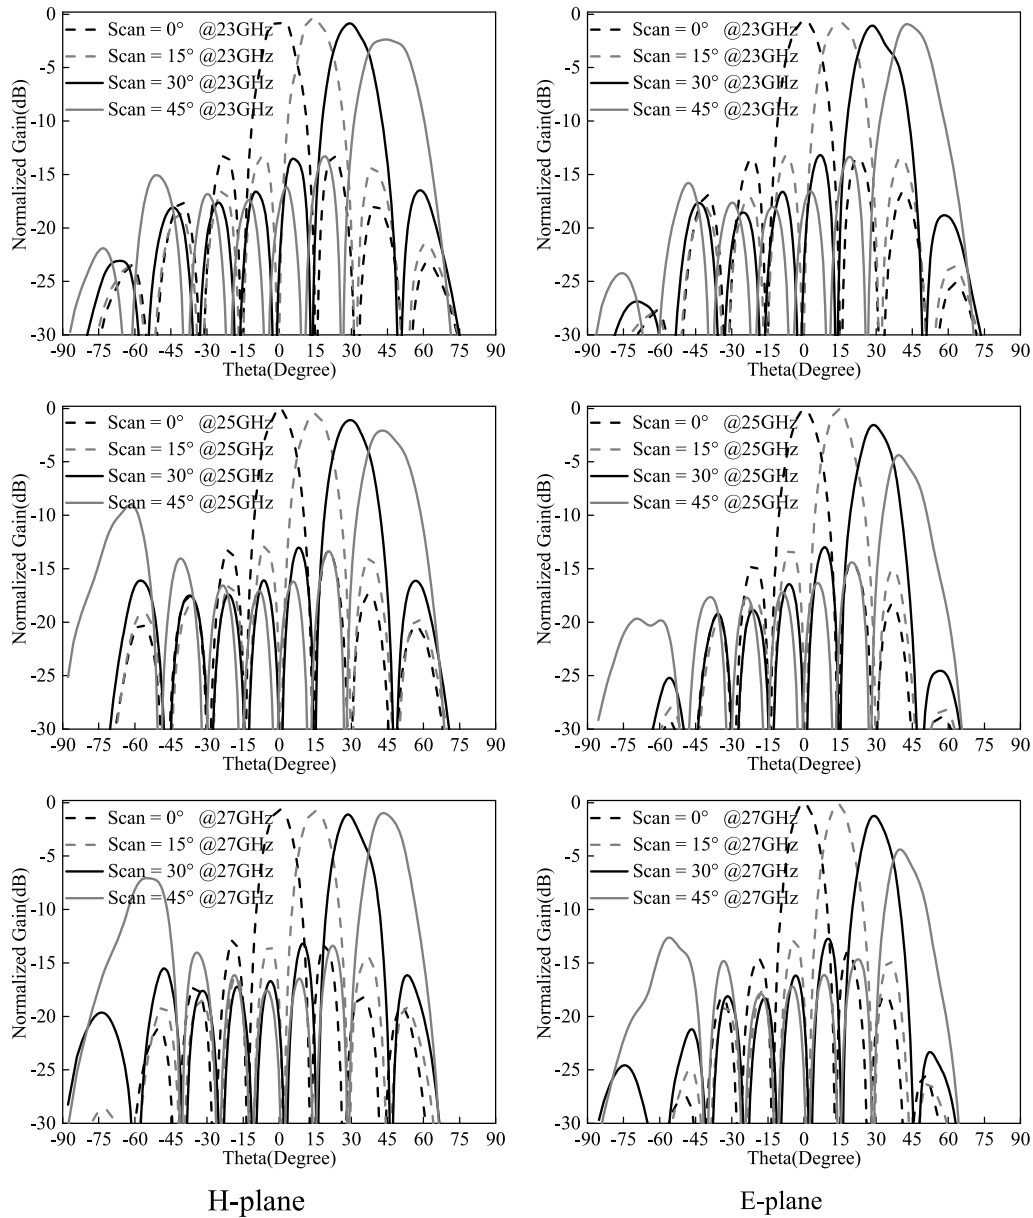 0
-5
-10
-15
-20
-25
-30
Normalized Gain(dB)
Scan = 0° @23GHz
Scan = 15° @23GHz
Scan = 30° @23GHz
Scan = 45° @23GHz
-90 -75 -60 -45 -30 -15 0 15 30 45 60 75 90
Theta(Degree)
0
-5
-10
-15
-20
-25
-30
Normalized Gain(dB)
Scan = 0° @23GHz
Scan = 15° @23GHz
Scan = 30° @23GHz
Scan = 45° @23GHz
-90 -75 -60 -45 -30 -15 0 15 30 45 60 75 90
Theta(Degree)
0
-5
-10
-15
-20
-25
-30
Normalized Gain(dB)
Scan = 0° @25GHz
Scan = 15° @25GHz
Scan = 30° @25GHz
Scan = 45° @25GHz
-90 -75 -60 -45 -30 -15 0 15 30 45 60 75 90
Theta(Degree)
0
-5
-10
-15
-20
-25
-30
Normalized Gain(dB)
Scan = 0° @25GHz
Scan = 15° @25GHz
Scan = 30° @25GHz
Scan = 45° @25GHz
-90 -75 -60 -45 -30 -15 0 15 30 45 60 75 90
Theta(Degree)
0
-5
-10
-15
-20
-25
-30
Normalized Gain(dB)
Scan = 0° @27GHz
Scan = 15° @27GHz
Scan = 30° @27GHz
Scan = 45° @27GHz
-90 -75 -60 -45 -30 -15 0 15 30 45 60 75 90
Theta(Degree)
0
-5
-10
-15
-20
-25
-30
Normalized Gain(dB)
Scan = 0° @27GHz
Scan = 15° @27GHz
Scan = 30° @27GHz
Scan = 45° @27GHz
-90 -75 -60 -45 -30 -15 0 15 30 45 60 75 90
Theta(Degree)
H-plane
E-plane